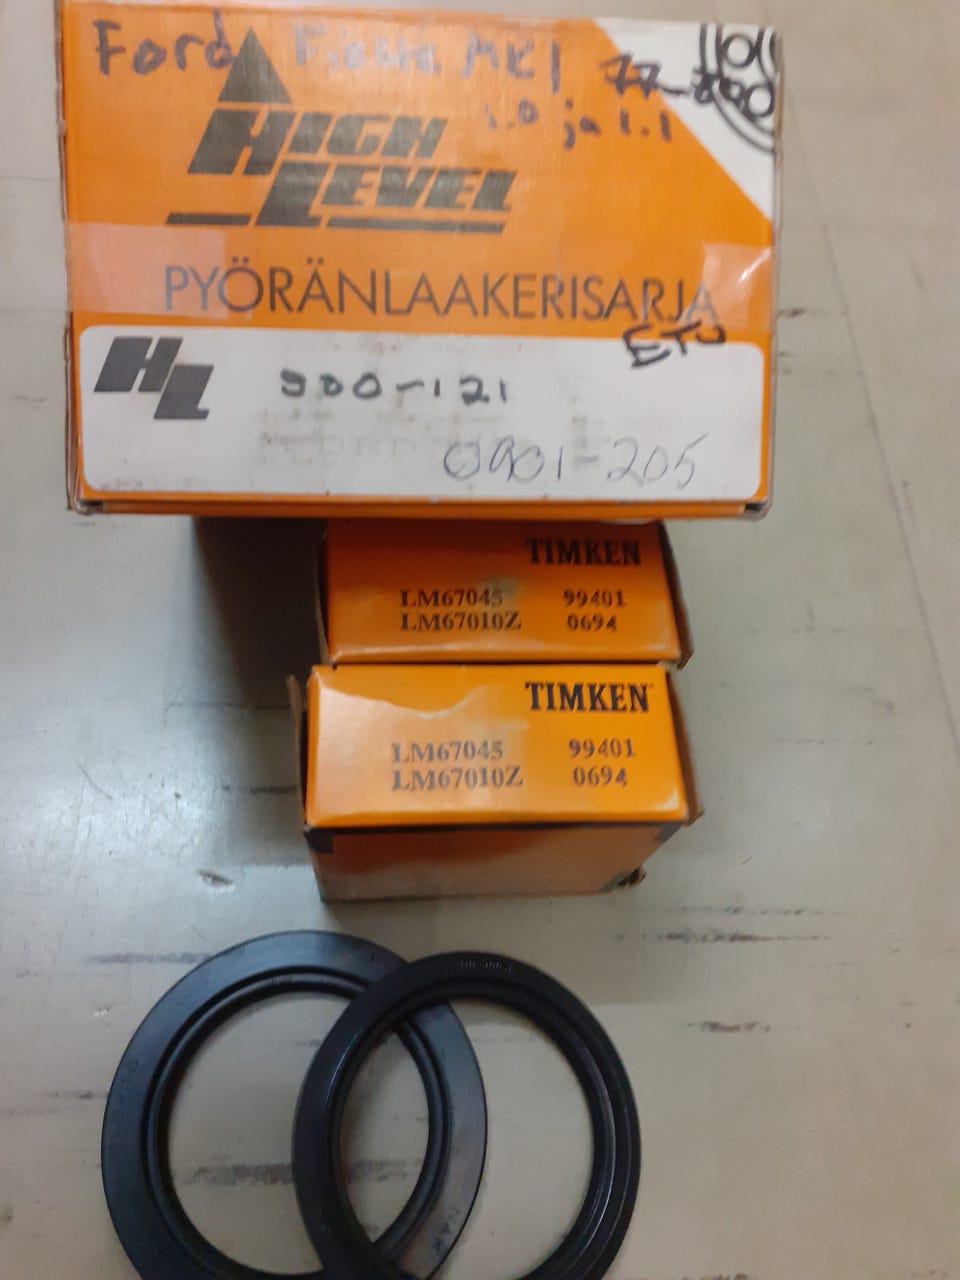 Ford Fiesta MK1 77-
1.0 ja 1.1
HIGH
LEVEL
PYÖRÄNLAAKERISARJA
ETU
HL
900-121
0901-205
TIMKEN
LM67045 99401
LM67010Z 0694
TIMKEN
LM67045 99401
LM67010Z 0694